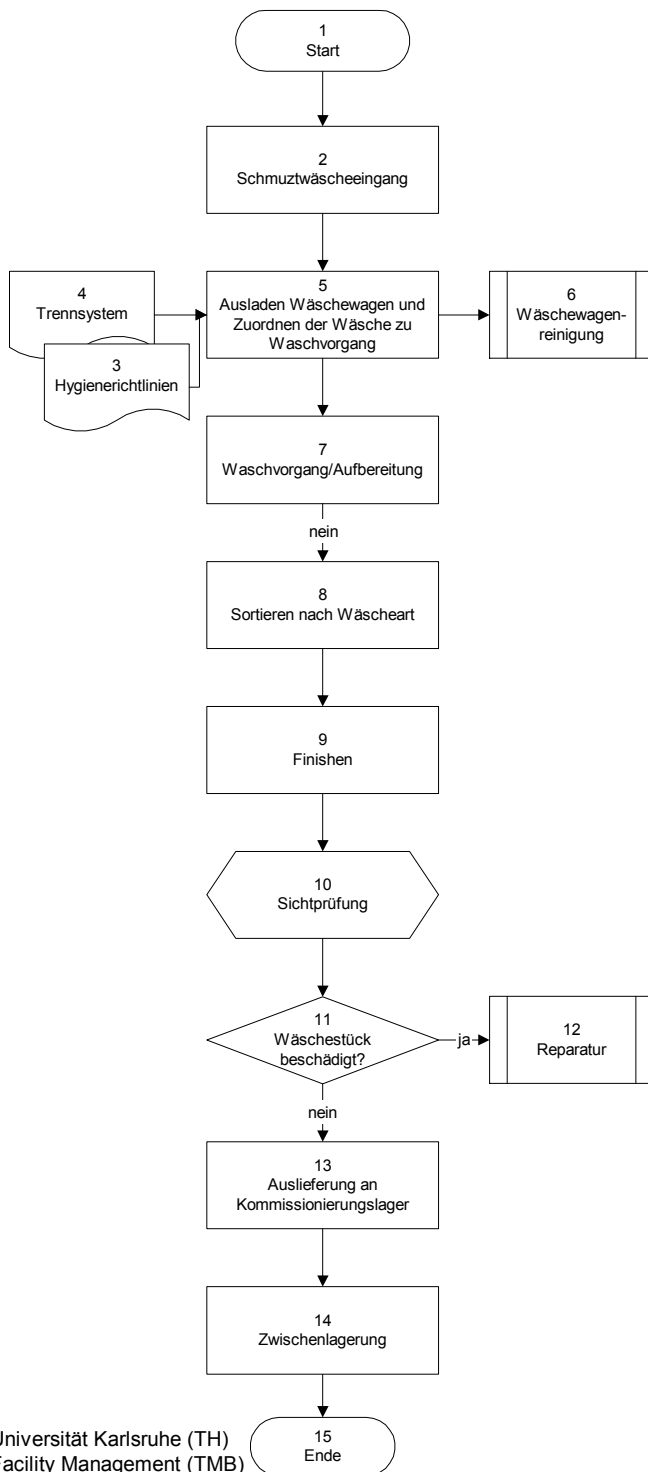 1
Start
2
Schmuztwäscheeingang
4
Trennsystem
3
Hygienerichtlinien
5
Ausladen Wäschewagen und
Zuordnen der Wäsche zu
Waschvorgang
6
Wäschewagen-
reinigung
7
Waschvorgang/Aufbereitung
nein
8
Sortieren nach Wäscheart
9
Finishen
10
Sichtprüfung
11
Wäschestück
beschädigt?
ja
12
Reparatur
nein
13
Auslieferung an
Kommissionierungslager
14
Zwischenlagerung
15
Ende
Universität Karlsruhe (TH)
Facility Management (TMB)